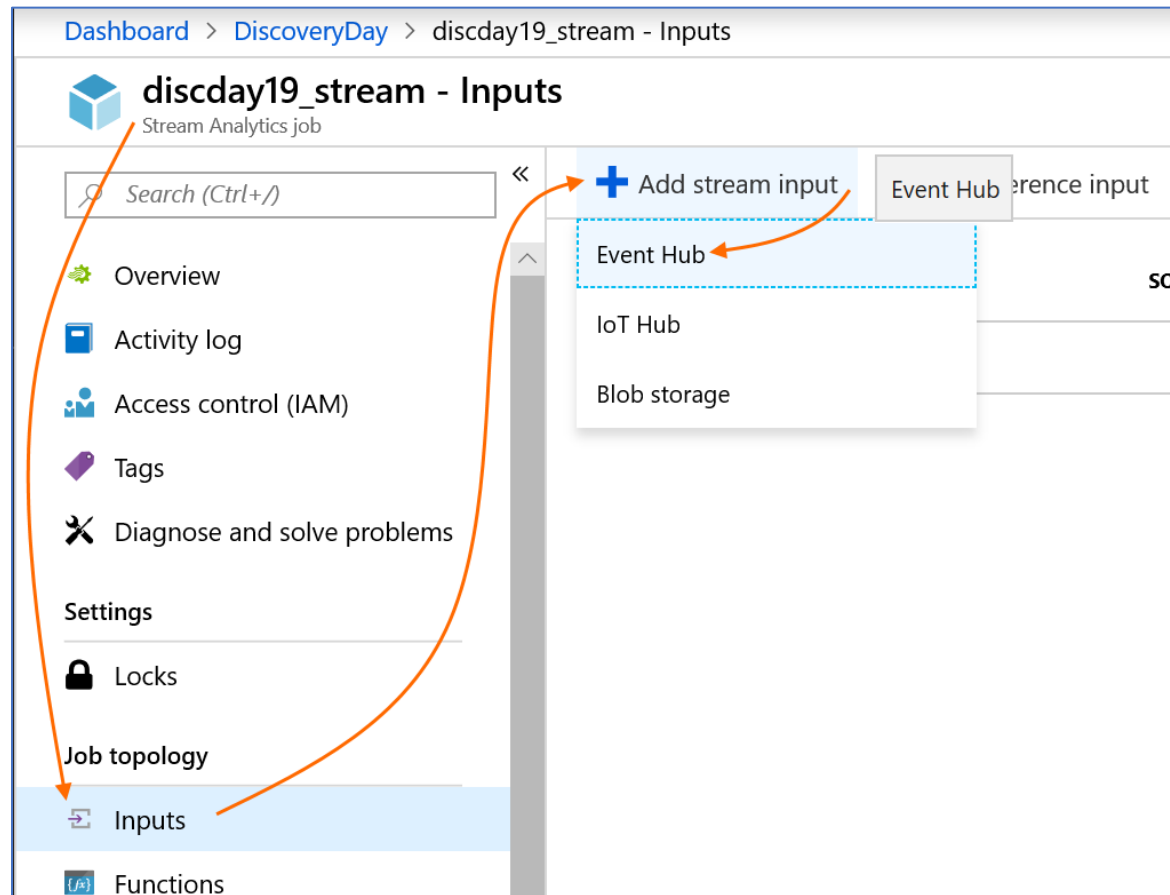 Dashboard > DiscoveryDay > discday19_stream - Inputs
discday19_stream - Inputs
Stream Analytics job
Search (Ctrl+/)
«
Overview
Activity log
Access control (IAM)
Tags
Diagnose and solve problems
Settings
Locks
Job topology
Inputs
Functions
Add stream input Event Hub erence input
Event Hub
IoT Hub
Blob storage